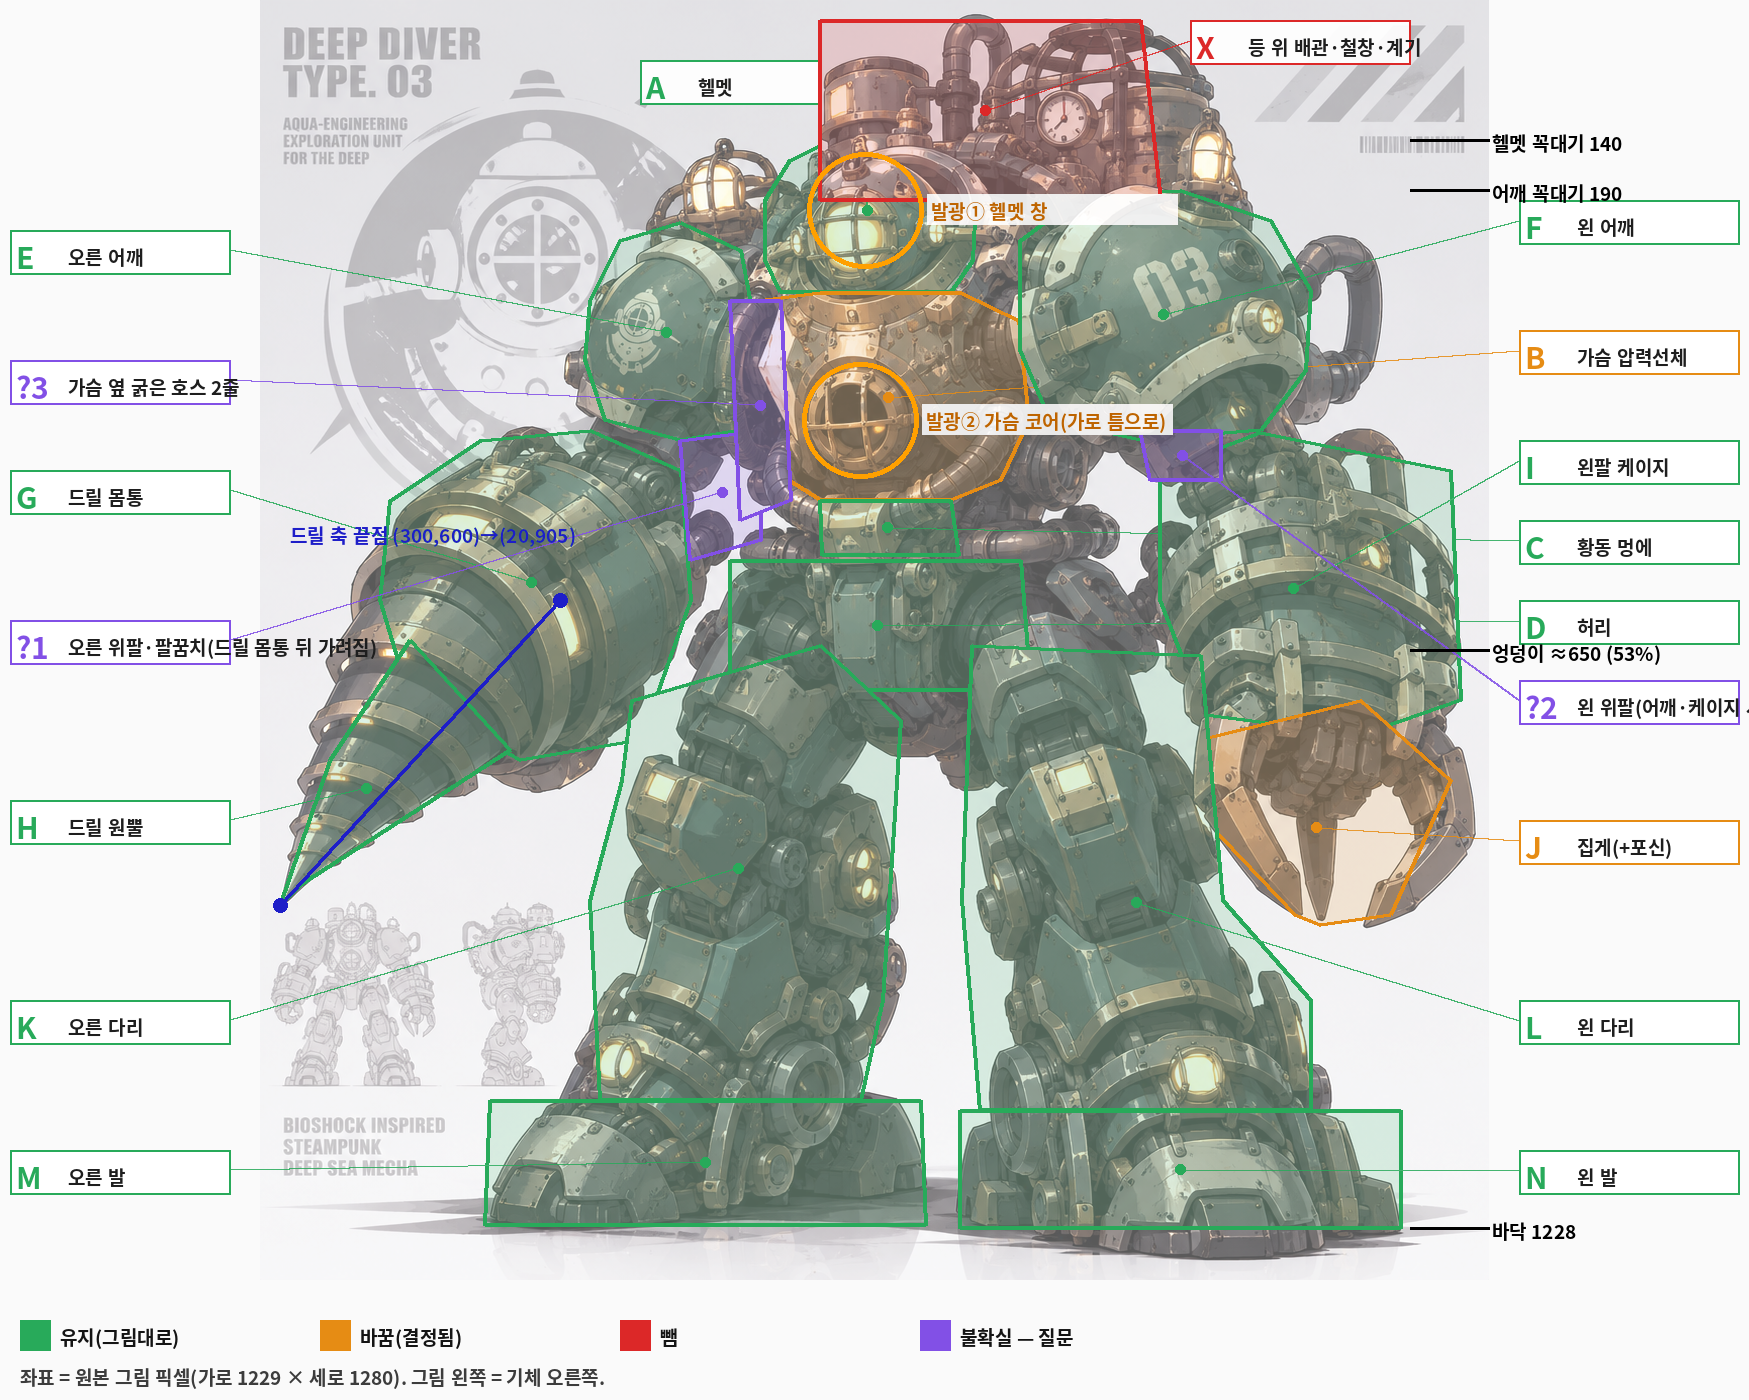 DEEP DIVER
TYPE. 03
AQUA-ENGINEERING
EXPLORATION UNIT
FOR THE DEEP
A 헬멧
X 등 위 배관·철창·계기
헬멧 꼭대기 140
어깨 꼭대기 190
발광① 헬멧 창
E 오른 어깨
F 왼 어깨
03
?3 가슴 옆 굵은 호스 2줄
B 가슴 압력선체
발광② 가슴 코어(가로 틈으로)
G 드릴 몸통
I 왼팔 케이지
드릴 축 끝점 (300,600)→(20,905)
C 황동 멍에
?1 오른 위팔·팔꿈치(드릴 몸통 뒤 가려짐)
D 허리
엉덩이 ≈650 (53%)
?2 왼 위팔(어깨·케이지
H 드릴 원뿔
J 집게(+포신)
K 오른 다리
L 왼 다리
BIOSHOCK INSPIRED
STEAMPUNK
DEEP SEA MECHA
M 오른 발
N 왼 발
바닥 1228
유지(그림대로)
바꿈(결정됨)
뺌
불확실 — 질문
좌표 = 원본 그림 픽셀(가로 1229 × 세로 1280). 그림 왼쪽 = 기체 오른쪽.